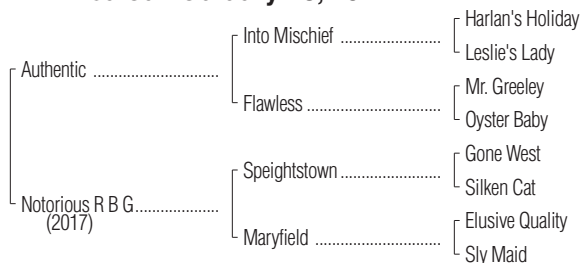 Harlan's Holiday
Into Mischief ........................
Leslie's Lady
Authentic ..............................
Mr. Greeley
Flawless ..............................
Oyster Baby
Gone West
Speightstown ........................
Silken Cat
Notorious R B G....................
(2017)
Elusive Quality
Maryfield ..............................
Sly Maid